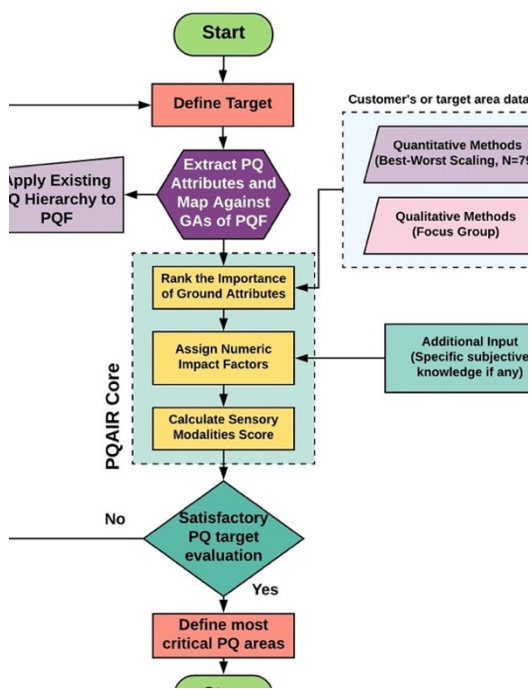 Start
Define Target
Customer's or target area data
Extract PQ
Attributes and
Map Against
GAs of PQF
Apply Existing
Hierarchy to
PQF
Quantitative Methods
(Best-Worst Scaling,
Qualitative Methods
(Focus Group)
PQAIR Core
Rank the Importance
of Ground Attributes
Assign Numeric
Impact Factors
Additional Input
(Specific subjective
knowledge if any)
Calculate Sensory
Modalities Score
Satisfactory
PQ target
evaluation
No
Yes
Define most
critical PQ areas